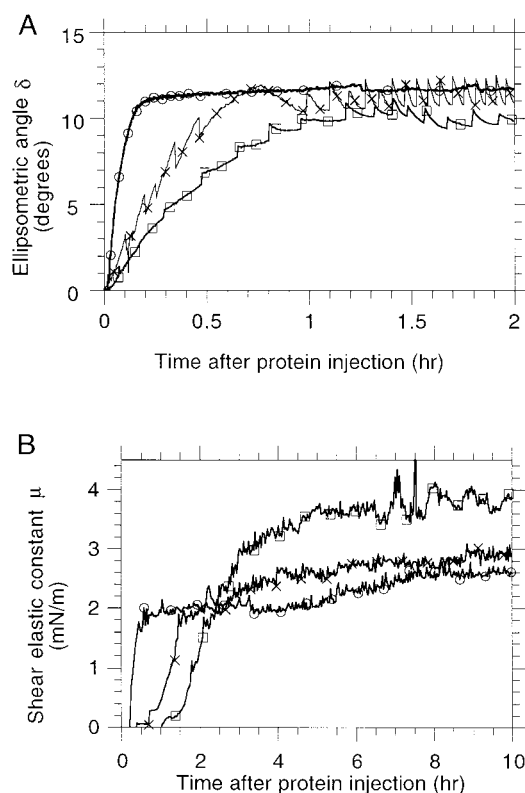 A
Ellipsometric angle δ
(degrees)
15
10
5
0
0
0.5
1
1.5
2
Time after protein injection (hr)
B
Shear elastic constant μ
(mN/m)
4
3
2
1
0
0
2
4
6
8
10
Time after protein injection (hr)